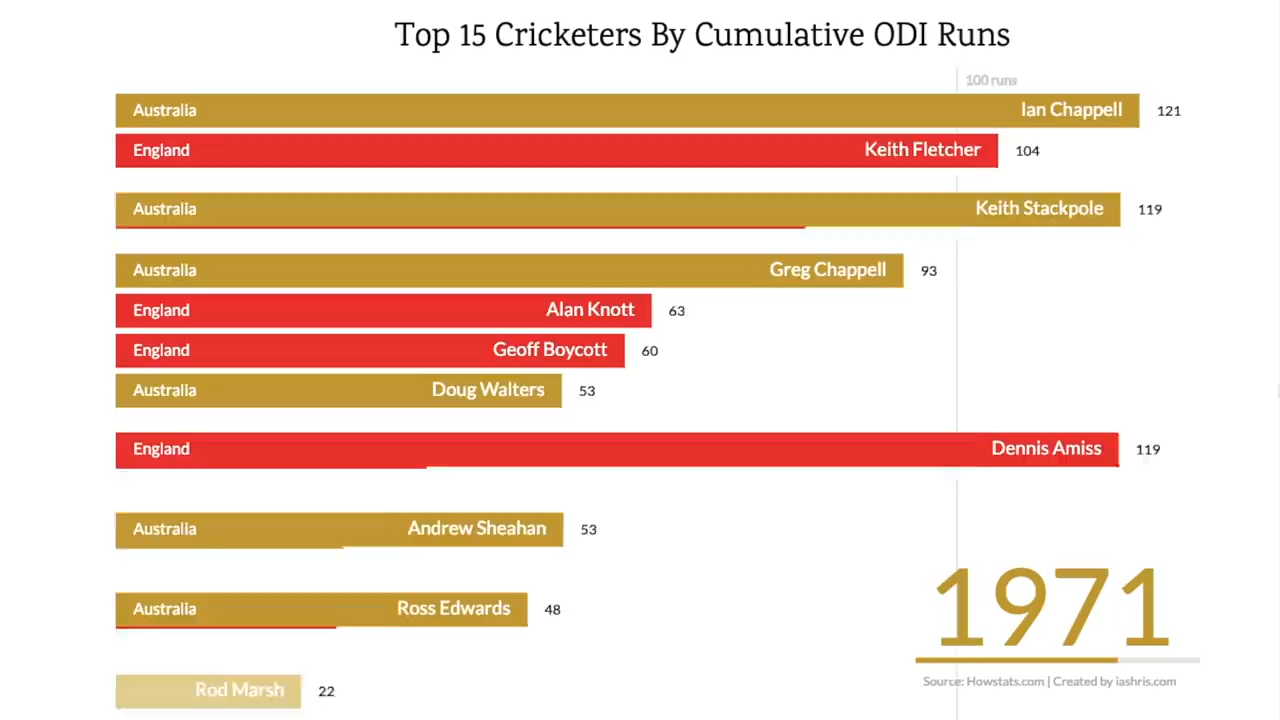 Top 15 Cricketers By Cumulative ODI Runs
100 runs
Australia Ian Chappell 121
England Keith Fletcher 104
Australia Keith Stackpole 119
Australia Greg Chappell 93
England Alan Knott 63
England Geoff Boycott 60
Australia Doug Walters 53
England Dennis Amiss 119
Australia Andrew Sheahan 53
Australia Ross Edwards 48
1971
Source: Howstats.com | Created by iashris.com
Rod Marsh 22